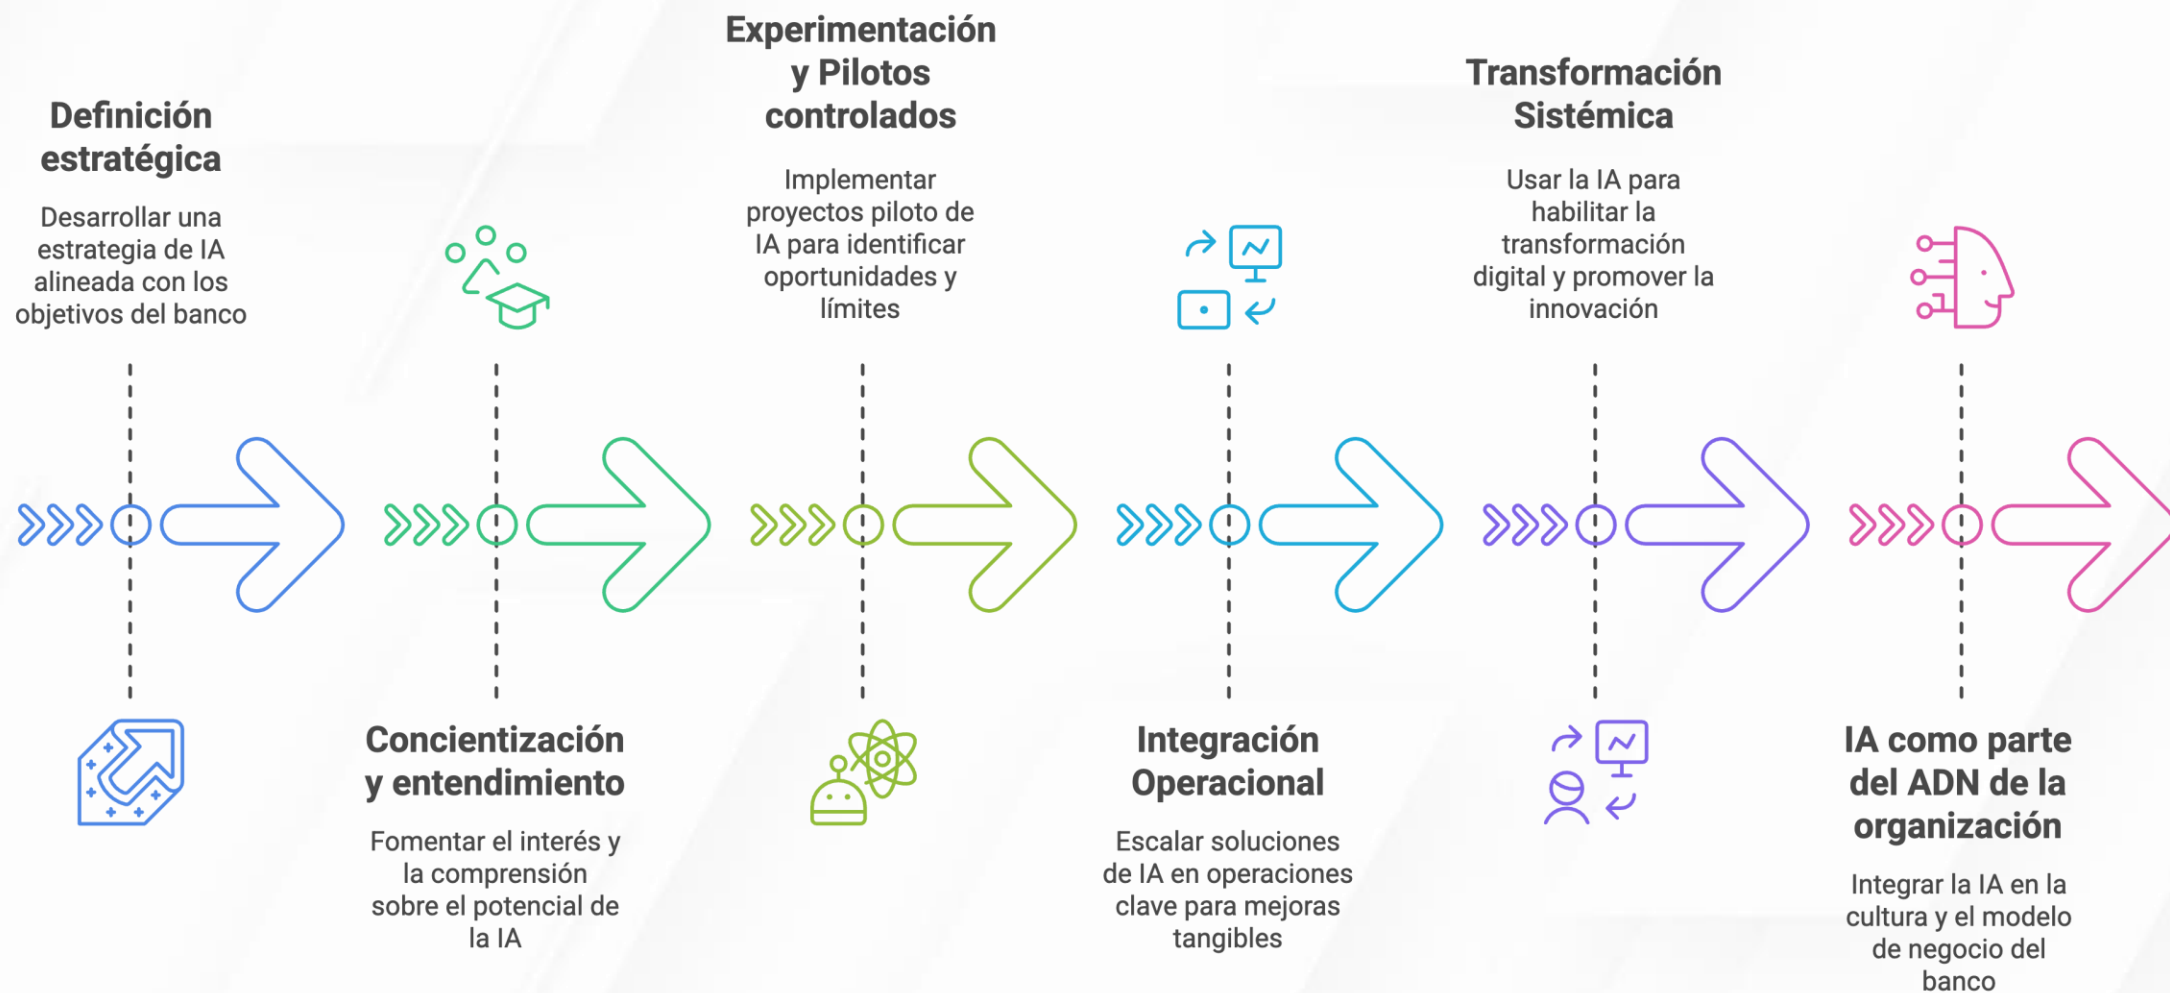 Definición
estratégica
Desarrollar una
estrategia de IA
alineada con los
objetivos del banco
Concientización
y entendimiento
Fomentar el interés y
la comprensión
sobre el potencial de
la IA
Experimentación
y Pilotos
controlados
Implementar
proyectos piloto de
IA para identificar
oportunidades y
límites
Integración
Operacional
Escalar soluciones
de IA en operaciones
clave para mejoras
tangibles
Transformación
Sistémica
Usar la IA para
habilitar la
transformación
digital y promover la
innovación
IA como parte
del ADN de la
organización
Integrar la IA en la
cultura y el modelo
de negocio del
banco